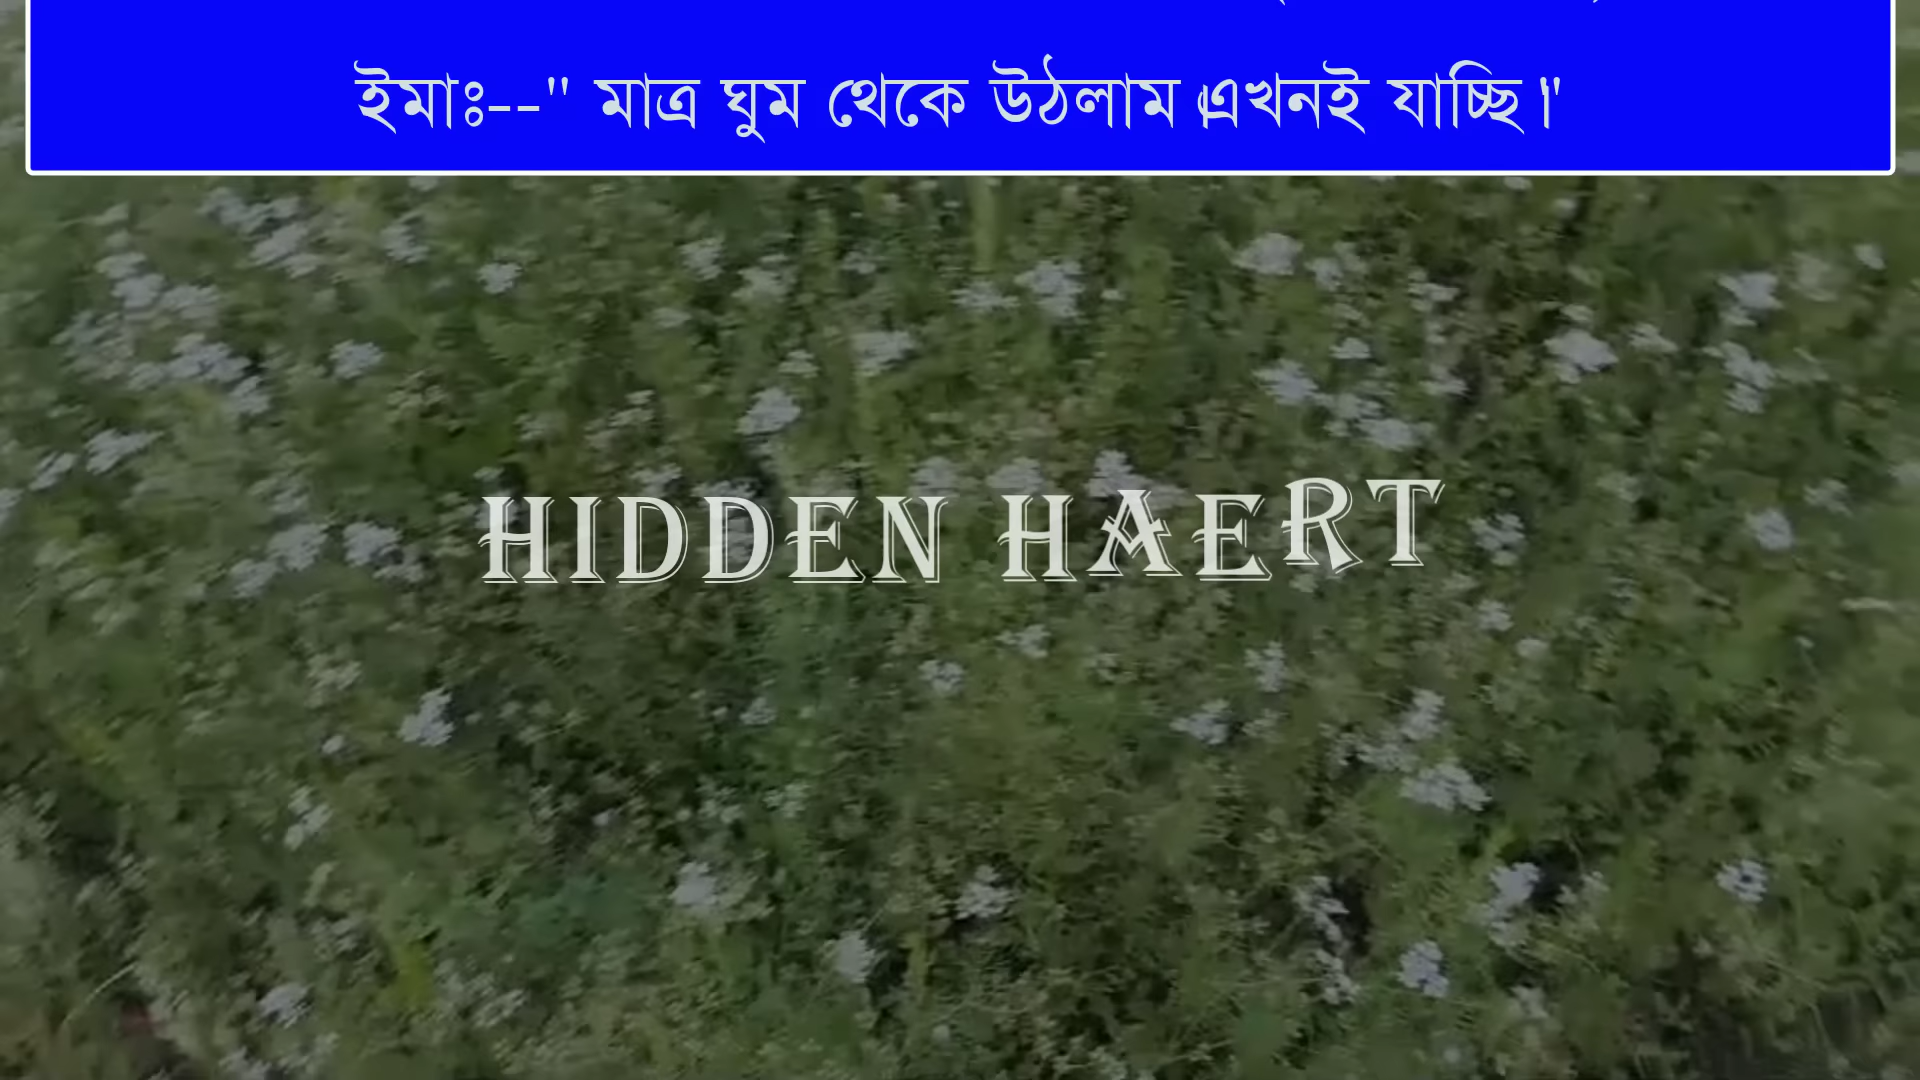 ইমাঃ--" মাত্র ঘুম থেকে উঠলাম এখনই যাচ্ছি।"
HIDDEN HAERT